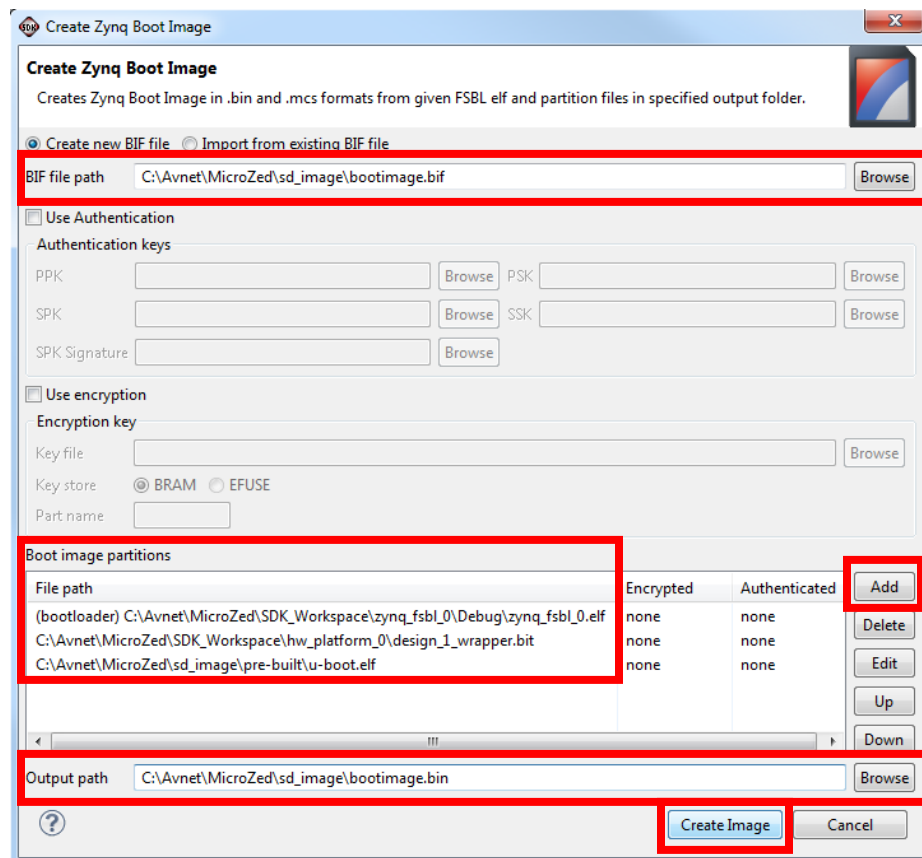 SDK Create Zynq Boot Image
Create Zynq Boot Image
Creates Zynq Boot Image in .bin and .mcs formats from given FSBL elf and partition files in specified output folder.
Create new BIF file Import from existing BIF file
BIF file path C:\Avnet\MicroZed\sd_image\bootimage.bif Browse
Use Authentication
Authentication keys
PPK Browse PSK Browse
SPK Browse SSK Browse
SPK Signature Browse
Use encryption
Encryption key
Key file Browse
Key store BRAM EFUSE
Part name
Boot image partitions
File path Encrypted Authenticated Add
(bootloader) C:\Avnet\MicroZed\SDK_Workspace\zynq_fsbl_0\Debug\zynq_fsbl_0.elf none none
Delete
C:\Avnet\MicroZed\SDK_Workspace\hw_platform_0\design_1_wrapper.bit none none
C:\Avnet\MicroZed\sd_image\pre-built\u-boot.elf none none Edit
Up
Down
Output path C:\Avnet\MicroZed\sd_image\bootimage.bin Browse
? Create Image Cancel